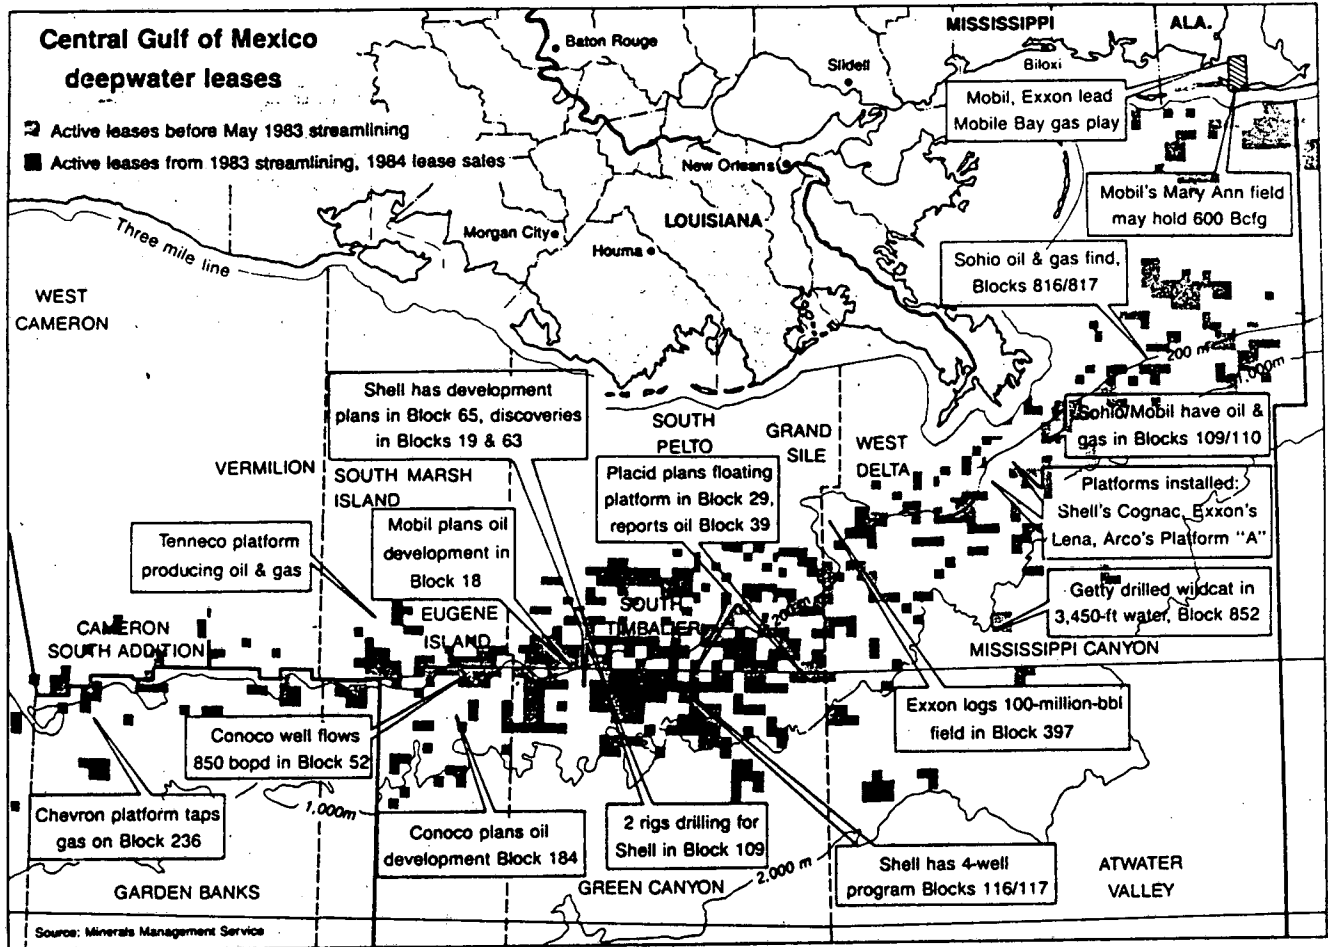 Central Gulf of Mexico
deepwater leases
Active leases before May 1983 streamlining
Active leases from 1983 streamlining, 1984 lease sales
Baton Rouge
Slidell
MISSISSIPPI
ALA.
Biloxi
Mobil, Exxon lead
Mobile Bay gas play
New Orleans
Mobil's Mary Ann field
may hold 600 Bcfg
LOUISIANA
Morgan City
Houma
Three mile line
Sohio oil & gas find,
Blocks 816/817
WEST
CAMERON
200 m
1,000m
Shell has development
plans in Block 65, discoveries
in Blocks 19 & 63
SOUTH
PELTO
GRAND
SILE
WEST
DELTA
Sohio/Mobil have oil &
gas in Blocks 109/110
VERMILION
SOUTH MARSH
ISLAND
Placid plans floating
platform in Block 29,
reports oil Block 39
Platforms installed:
Shell's Cognac, Exxon's
Lena, Arco's Platform "A"
Mobil plans oil
development in
Block 18
Tenneco platform
producing oil & gas
Getty drilled wildcat in
3,450-ft water, Block 852
EUGENE
ISLAND
SOUTH
TIMBALIER
200m
CAMERON
SOUTH ADDITION
MISSISSIPPI CANYON
Exxon logs 100-million-bbl
field in Block 397
Conoco well flows
850 bopd in Block 52
Chevron platform taps
gas on Block 236
1,000m
Conoco plans oil
development Block 184
2 rigs drilling for
Shell in Block 109
2,000 m
Shell has 4-well
program Blocks 116/117
ATWATER
VALLEY
GARDEN BANKS
GREEN CANYON
Source: Minerals Management Service